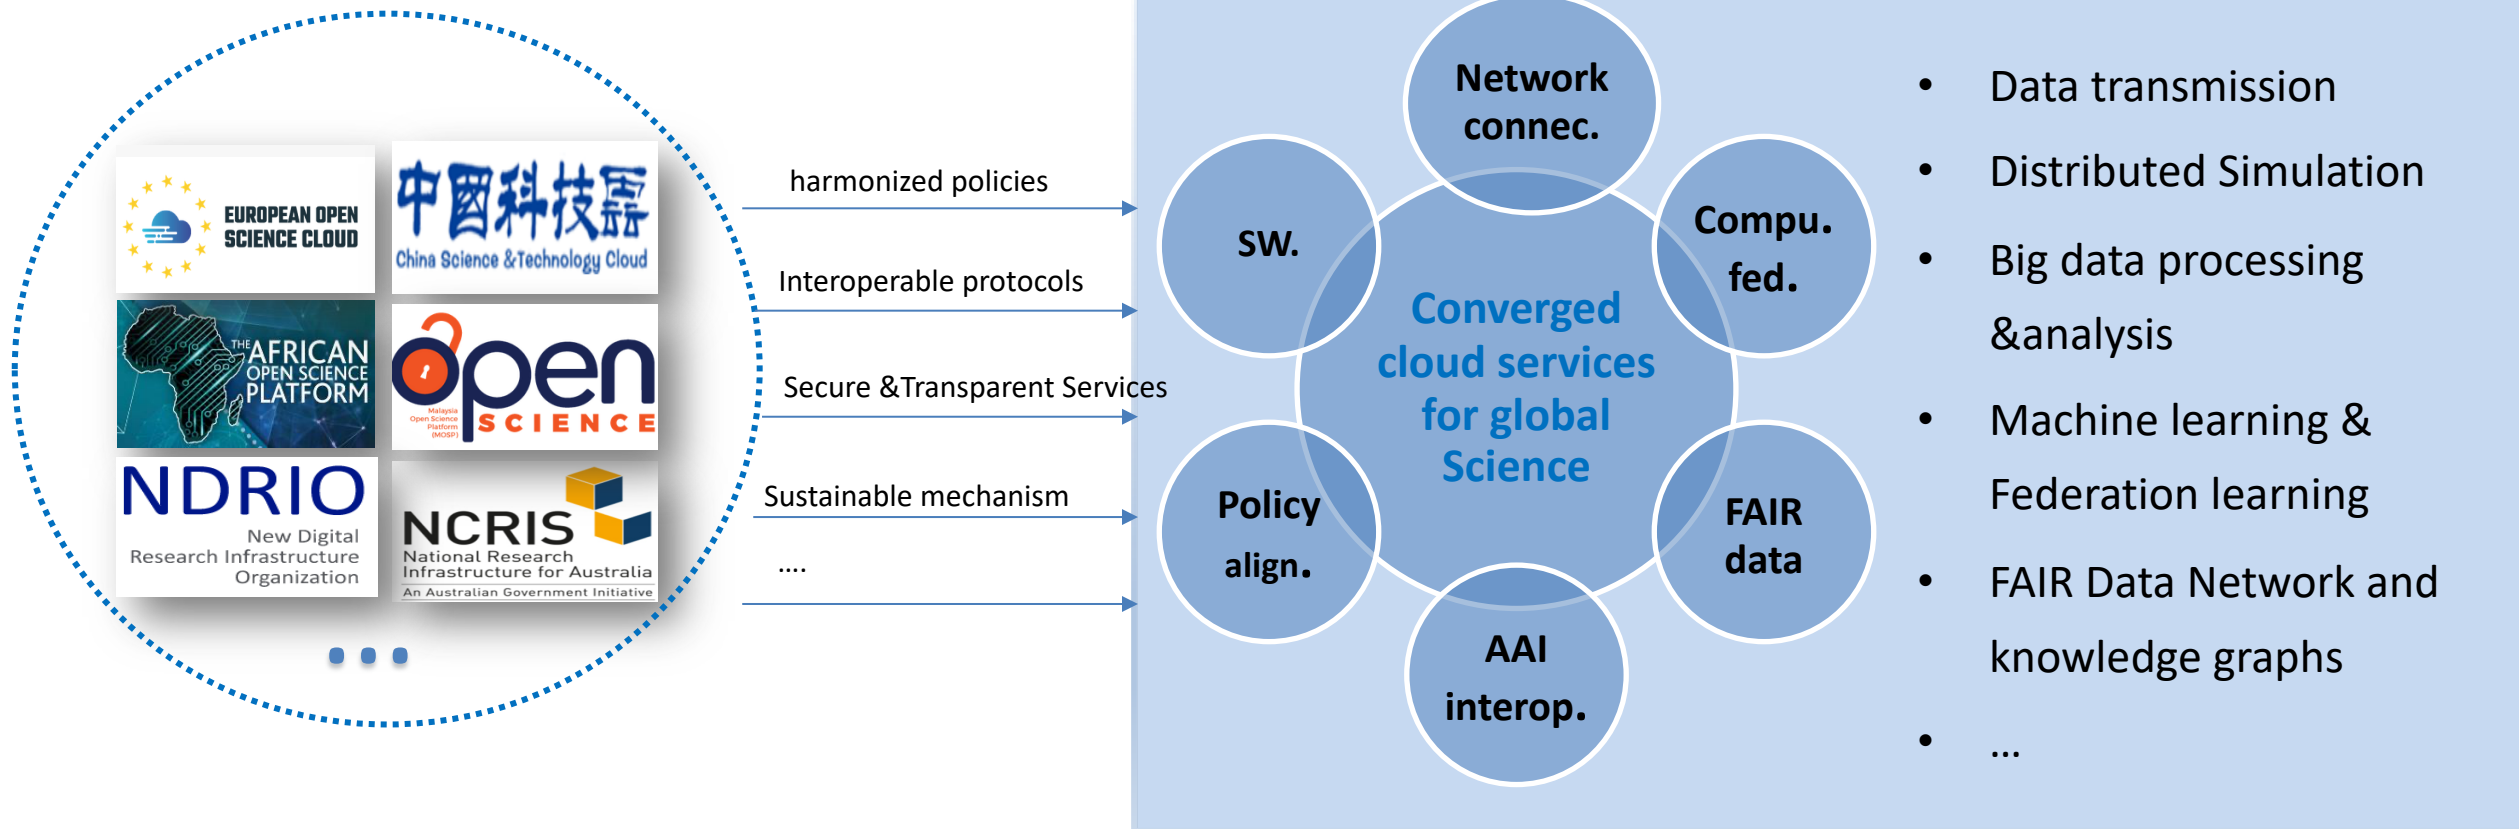 EUROPEAN OPEN
SCIENCE CLOUD
中國科技雲
China Science &Technology Cloud
THE AFRICAN
OPEN SCIENCE
PLATFORM
open
SCIENCE
Malaysia
Open Science
Platform
(MOSP)
NDRIO
New Digital
Research Infrastructure
Organization
NCRIS
National Research
Infrastructure for Australia
An Australian Government Initiative
...
harmonized policies
Interoperable protocols
Secure &Transparent Services
Sustainable mechanism
....
Network
connec.
SW.
Compu.
fed.
Converged
cloud services
for global
Science
Policy
align.
FAIR
data
AAI
interop.
• Data transmission
• Distributed Simulation
• Big data processing
&analysis
• Machine learning &
Federation learning
• FAIR Data Network and
knowledge graphs
• ...